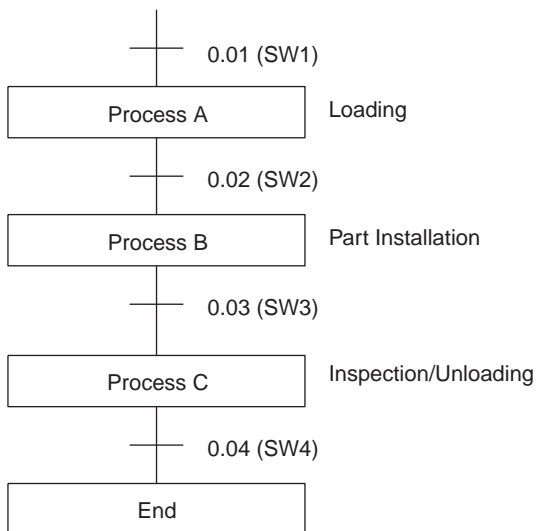 0.01 (SW1)
Process A
Loading
0.02 (SW2)
Process B
Part Installation
0.03 (SW3)
Process C
Inspection/Unloading
0.04 (SW4)
End